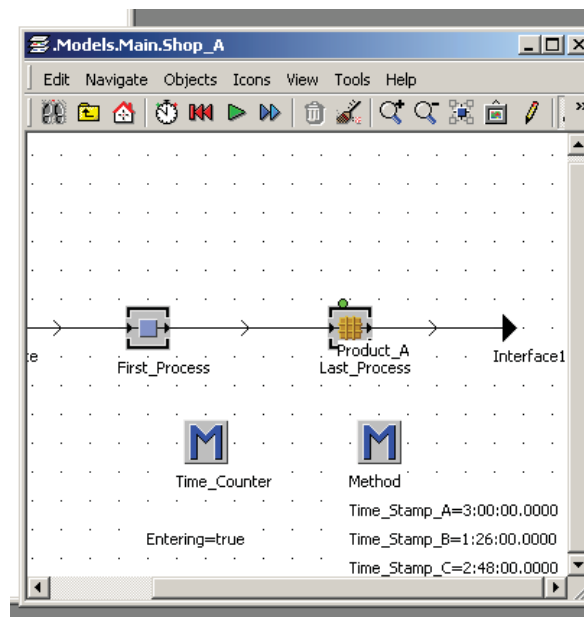 .Models.Main.Shop_A
Edit Navigate Objects Icons View Tools Help
Product_A
First_Process
Last_Process
Interface1
M
M
Time_Counter
Method
Time_Stamp_A=3:00:00.0000
Entering=true
Time_Stamp_B=1:26:00.0000
Time_Stamp_C=2:48:00.0000